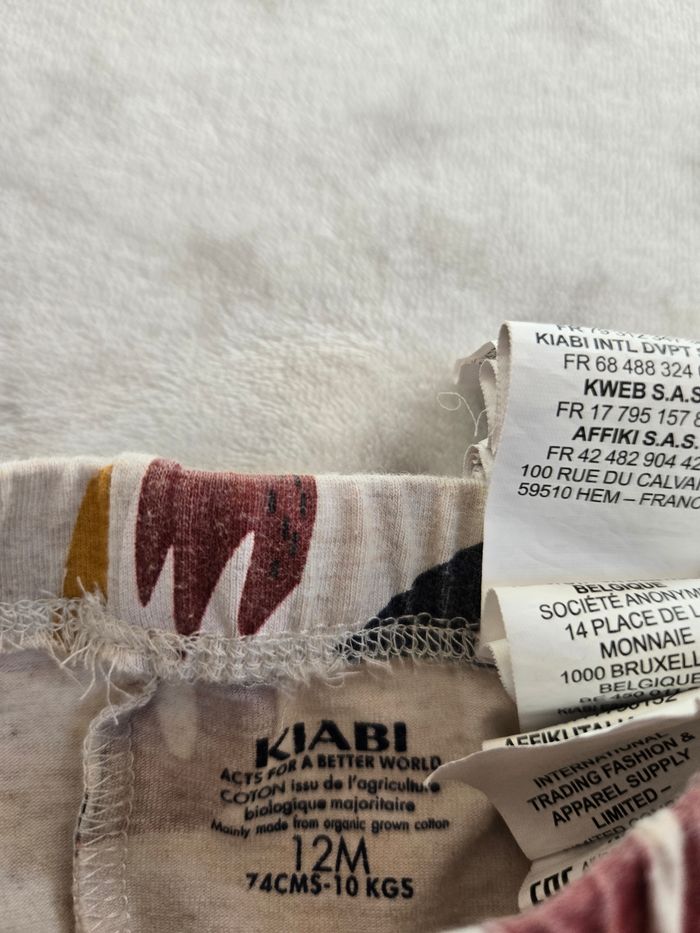 KIABI INTL DVPT
FR 68 488 324
KWEB S.A.S
FR 17 795 157
AFFIKI S.A.S.
FR 42 482 904 42
100 RUE DU CALVA
59510 HEM – FRANC
BELGIQUE
SOCIÉTÉ ANONYM
14 PLACE DE
MONNAIE
1000 BRUXELL
BELGIQUE
INTERNATIONAL
TRADING FASHION &
APPAREL SUPPLY
LIMITED –
KIABI
ACTS FOR A BETTER WORLD
COTON issu de l'agriculture
biologique majoritaire
Mainly made from organic grown cotton
12M
74CMS-10 KGS